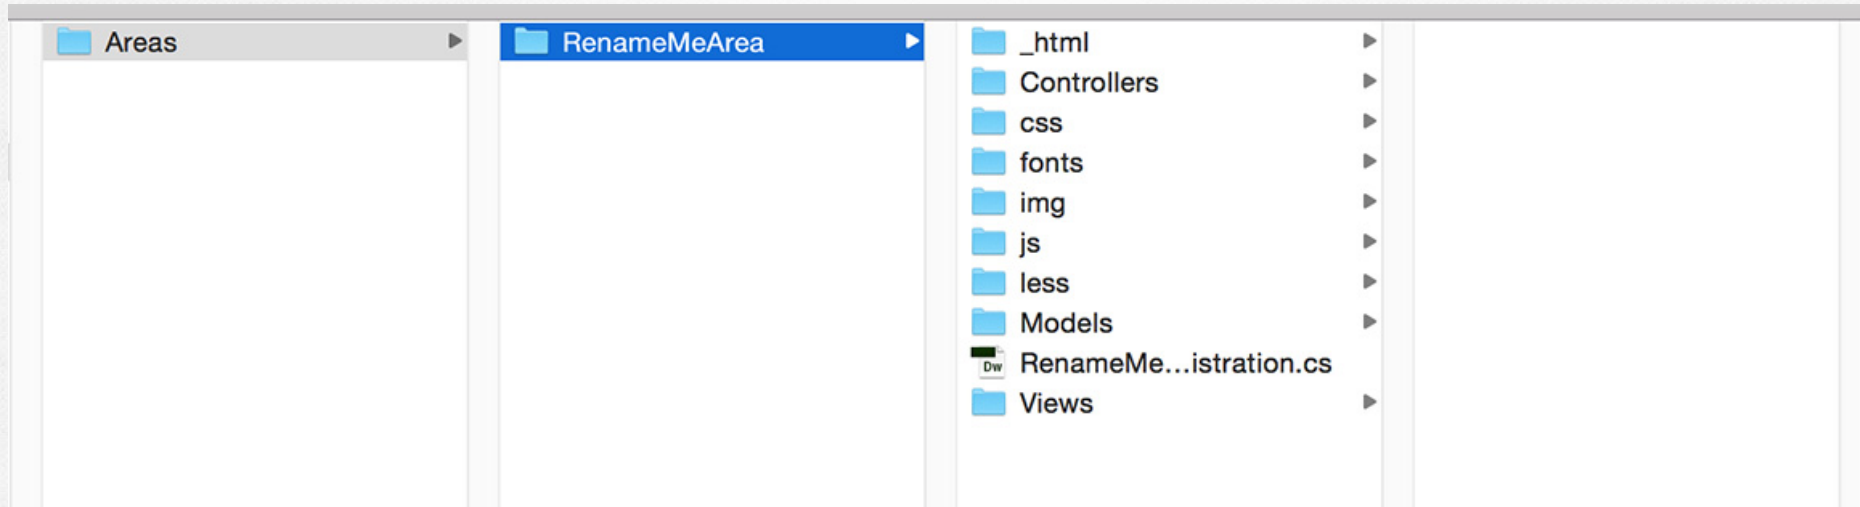 Areas
RenameMeArea
_html
Controllers
css
fonts
img
js
less
Models
Dw
RenameMe...istration.cs
Views